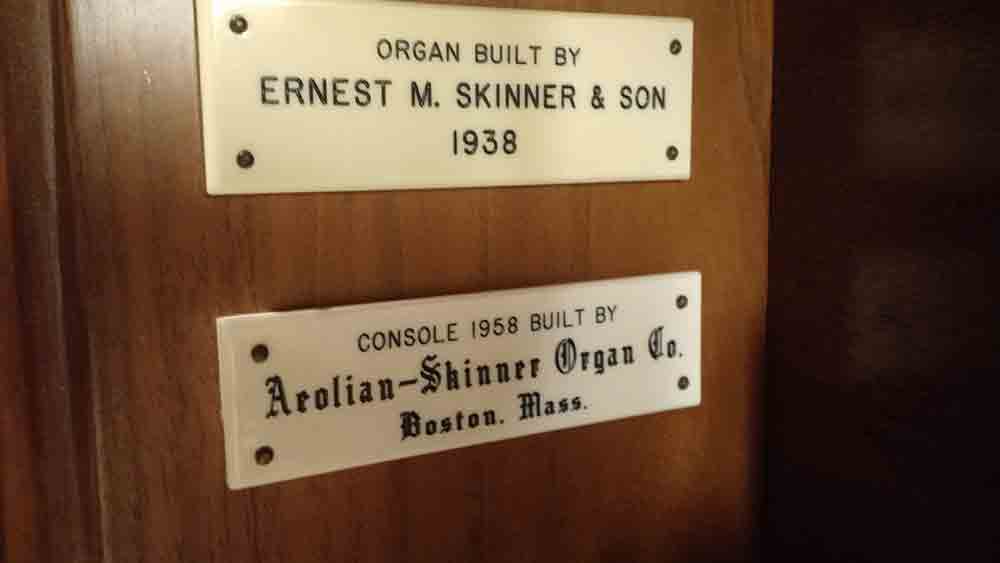 ORGAN BUILT BY
ERNEST M. SKINNER & SON
1938
CONSOLE 1958 BUILT BY
Aeolian-Skinner Organ Co.
Boston. Mass.